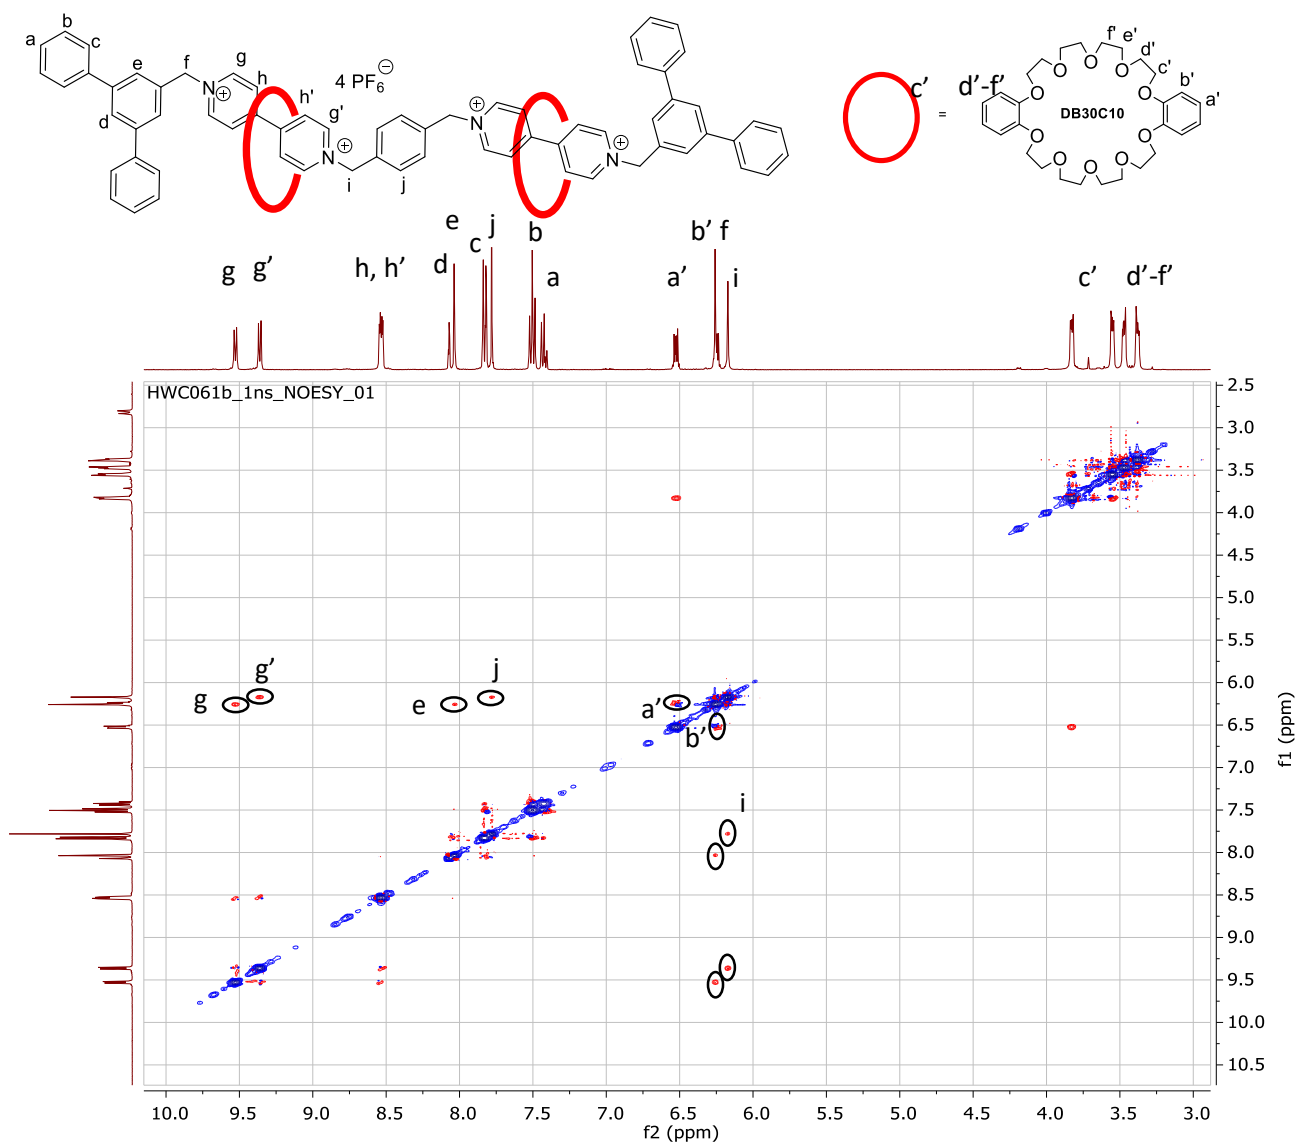 b
a
c
e
f
g
h
N
+
4 PF6−
h'
g'
d
N
+
i
j
N
+
N
+
c’ d’-f’
=
f'
e'
d'
c'
b'
a'
O
O
O
O
O
O
O
O
O
O
DB30C10
g g’ h, h’ d e c j b a a’ b’ f i c’ d’-f’
HWC061b_1ns_NOESY_01
g
g’
e
j
a’
b’
i
2.5
3.0
3.5
4.0
4.5
5.0
5.5
6.0
6.5
7.0
7.5
8.0
8.5
9.0
9.5
10.0
10.5
f1 (ppm)
10.0 9.5 9.0 8.5 8.0 7.5 7.0 6.5 6.0 5.5 5.0 4.5 4.0 3.5 3.0
f2 (ppm)